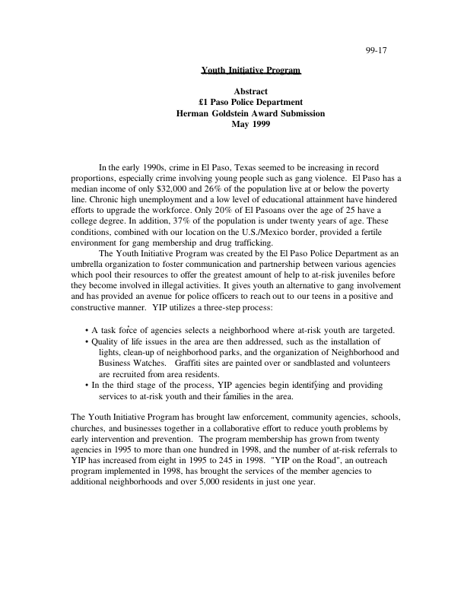 99-17
Youth Initiative Program
Abstract
£1 Paso Police Department
Herman Goldstein Award Submission
May 1999
In the early 1990s, crime in El Paso, Texas seemed to be increasing in record
proportions, especially crime involving young people such as gang violence. El Paso has a
median income of only $32,000 and 26% of the population live at or below the poverty
line. Chronic high unemployment and a low level of educational attainment have hindered
efforts to upgrade the workforce. Only 20% of El Pasoans over the age of 25 have a
college degree. In addition, 37% of the population is under twenty years of age. These
conditions, combined with our location on the U.S./Mexico border, provided a fertile
environment for gang membership and drug trafficking.
The Youth Initiative Program was created by the El Paso Police Department as an
umbrella organization to foster communication and partnership between various agencies
which pool their resources to offer the greatest amount of help to at-risk juveniles before
they become involved in illegal activities. It gives youth an alternative to gang involvement
and has provided an avenue for police officers to reach out to our teens in a positive and
constructive manner. YIP utilizes a three-step process:
• A task force of agencies selects a neighborhood where at-risk youth are targeted.
• Quality of life issues in the area are then addressed, such as the installation of
lights, clean-up of neighborhood parks, and the organization of Neighborhood and
Business Watches. Graffiti sites are painted over or sandblasted and volunteers
are recruited from area residents.
• In the third stage of the process, YIP agencies begin identifying and providing
services to at-risk youth and their families in the area.
The Youth Initiative Program has brought law enforcement, community agencies, schools,
churches, and businesses together in a collaborative effort to reduce youth problems by
early intervention and prevention. The program membership has grown from twenty
agencies in 1995 to more than one hundred in 1998, and the number of at-risk referrals to
YIP has increased from eight in 1995 to 245 in 1998. "YIP on the Road", an outreach
program implemented in 1998, has brought the services of the member agencies to
additional neighborhoods and over 5,000 residents in just one year.